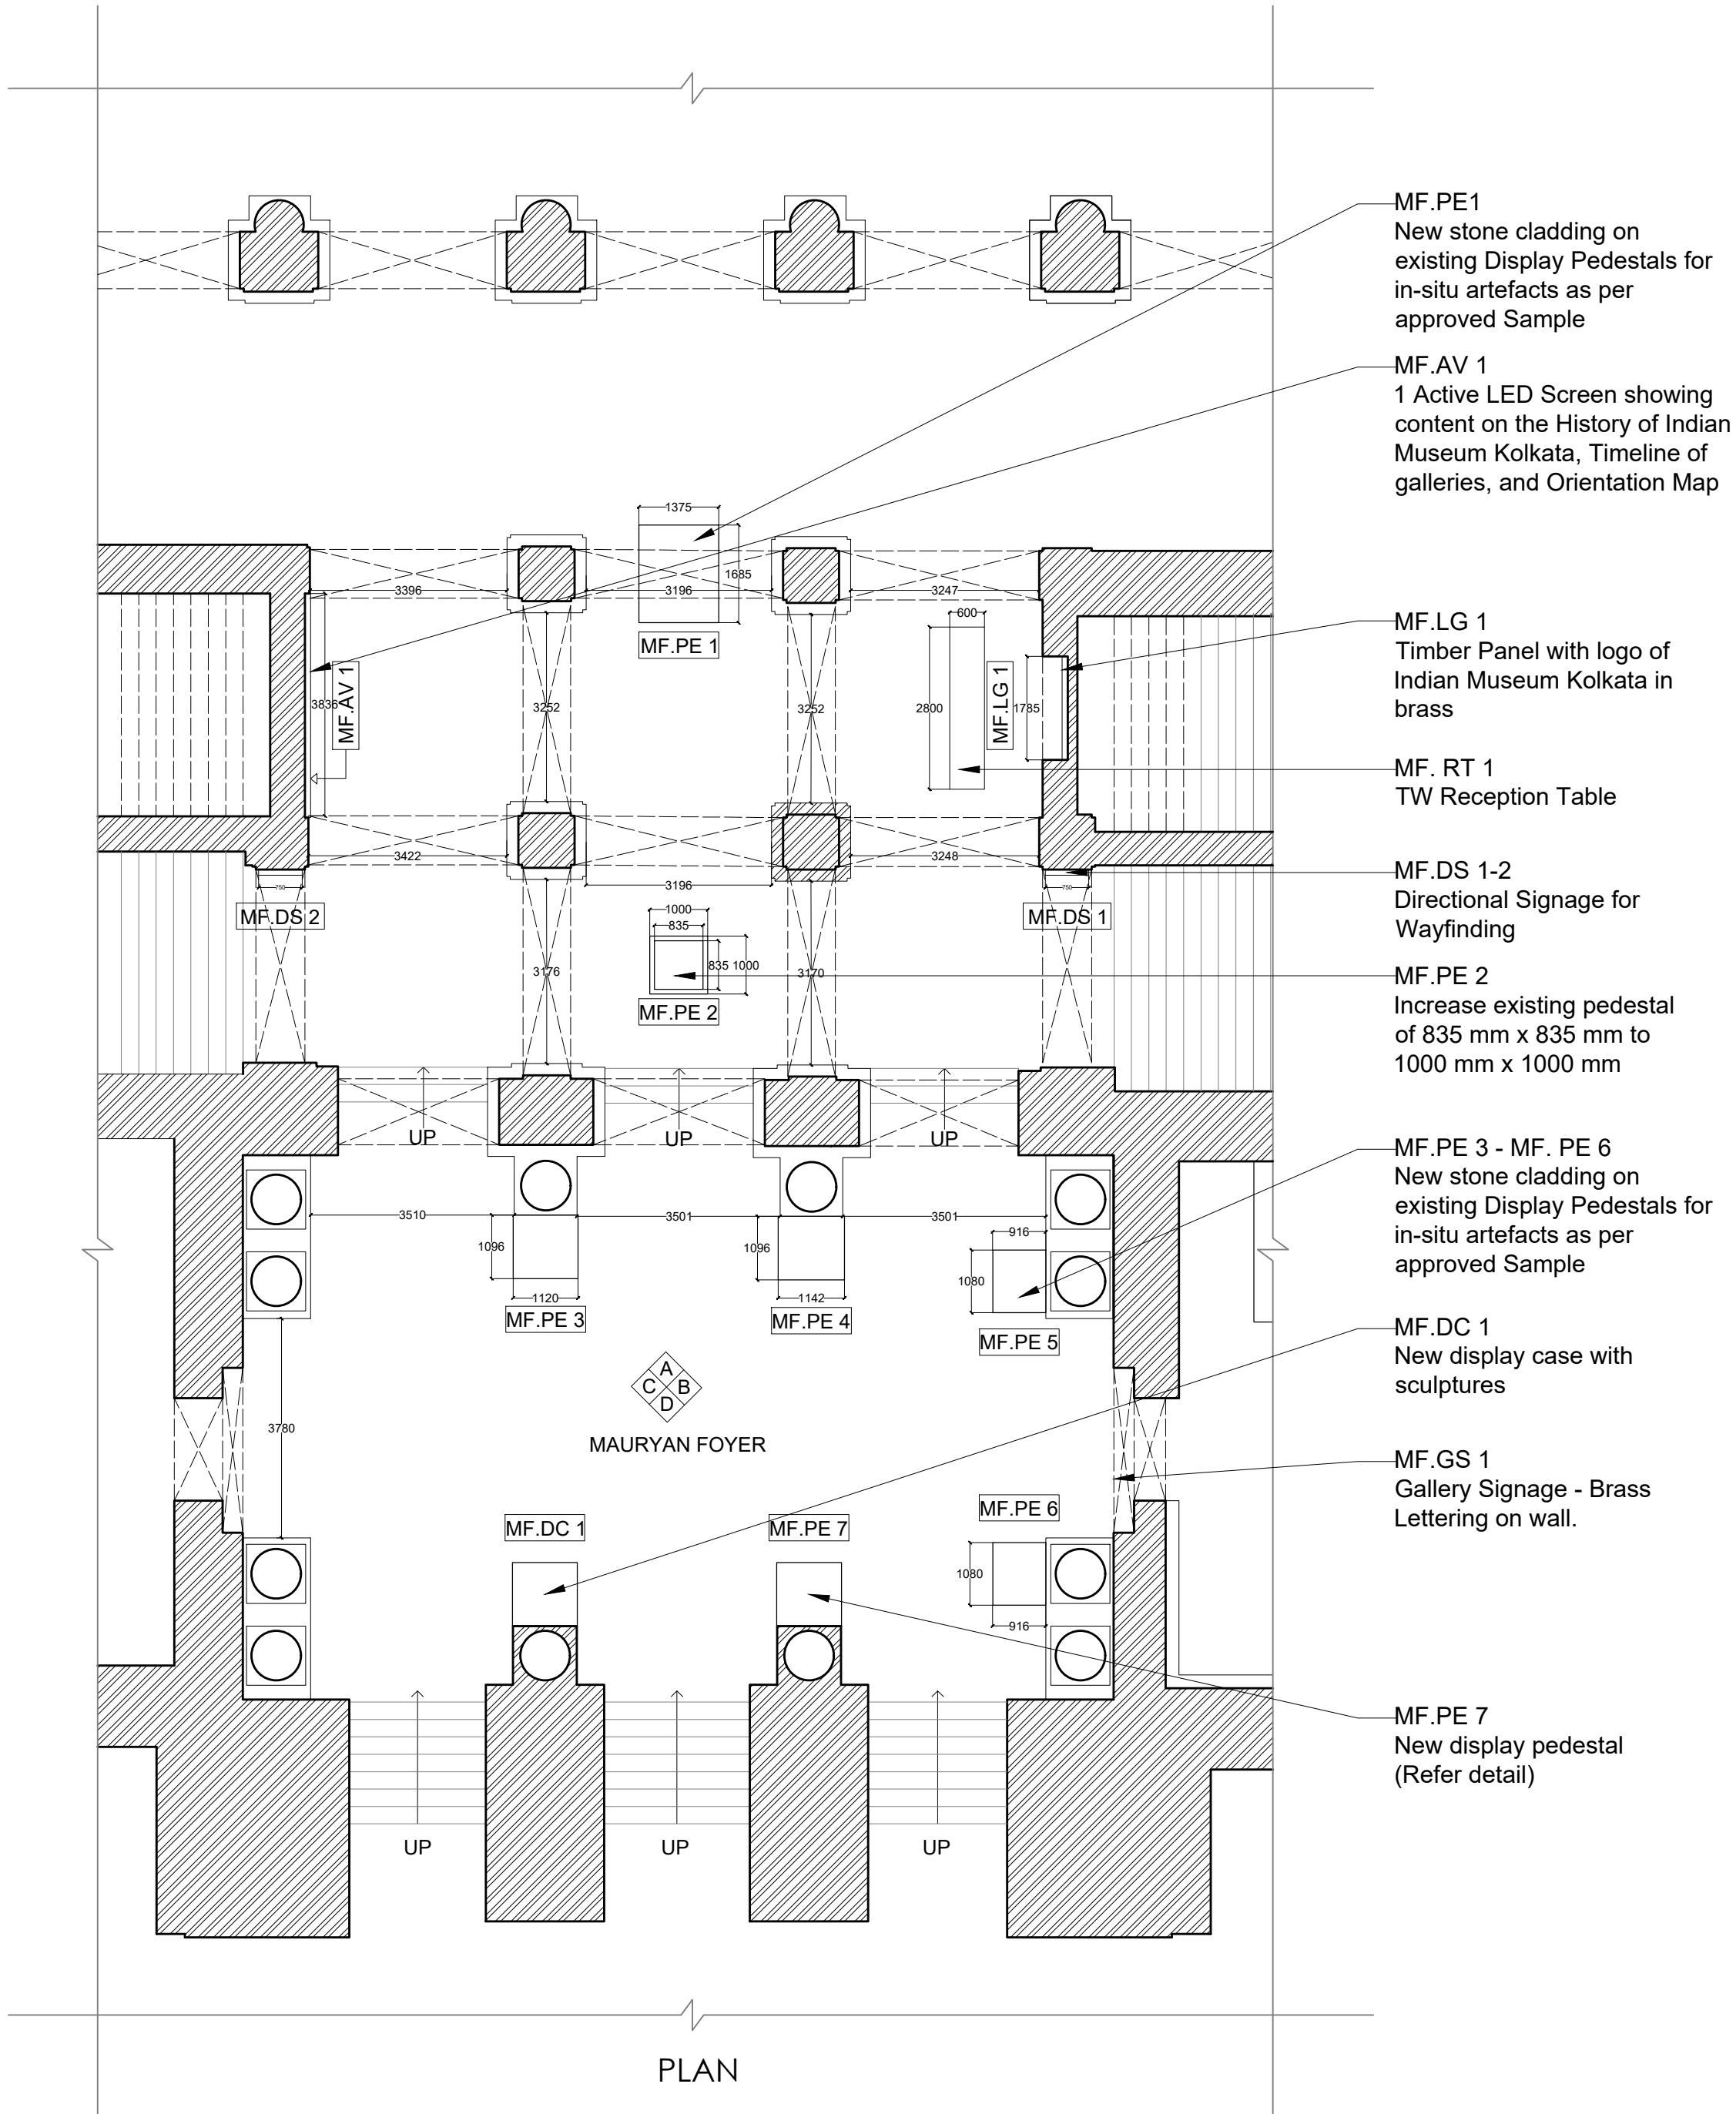 MF.PE1
New stone cladding on
existing Display Pedestals for
in-situ artefacts as per
approved Sample
MF.AV 1
1 Active LED Screen showing
content on the History of Indian
Museum Kolkata, Timeline of
galleries, and Orientation Map
1375
1685
3396
3196
3247
600
MF.PE 1
MF.LG 1
Timber Panel with logo of
Indian Museum Kolkata in
brass
3836
MF.AV 1
3252
3252
2800
MF.LG 1
1785
MF. RT 1
TW Reception Table
3422
3196
3248
750
750
MF.DS 1-2
Directional Signage for
Wayfinding
MF.DS 2
1000
835
MF.DS 1
3176
835
1000
3170
MF.PE 2
MF.PE 2
Increase existing pedestal
of 835 mm x 835 mm to
1000 mm x 1000 mm
UP
UP
UP
MF.PE 3 - MF. PE 6
New stone cladding on
existing Display Pedestals for
in-situ artefacts as per
approved Sample
3510
3501
3501
1096
1096
916
1080
1120
1142
MF.PE 3
MF.PE 4
MF.PE 5
MF.DC 1
New display case with
sculptures
A
C B
D
3780
MAURYAN FOYER
MF.GS 1
Gallery Signage - Brass
Lettering on wall.
MF.DC 1
MF.PE 7
MF.PE 6
1080
916
MF.PE 7
New display pedestal
(Refer detail)
UP
UP
UP
PLAN